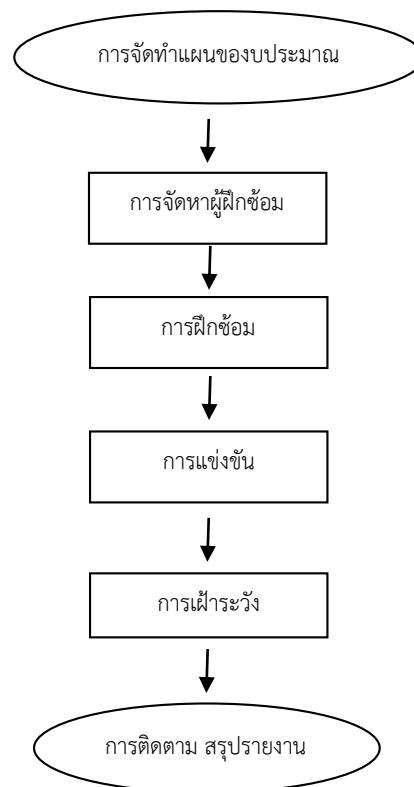 การจัดทำแผนของบประมาณ
การจัดหาผู้ฝึกซ้อม
การฝึกซ้อม
การแข่งขัน
การเฝ้าระวัง
การติดตาม สรุปรายงาน